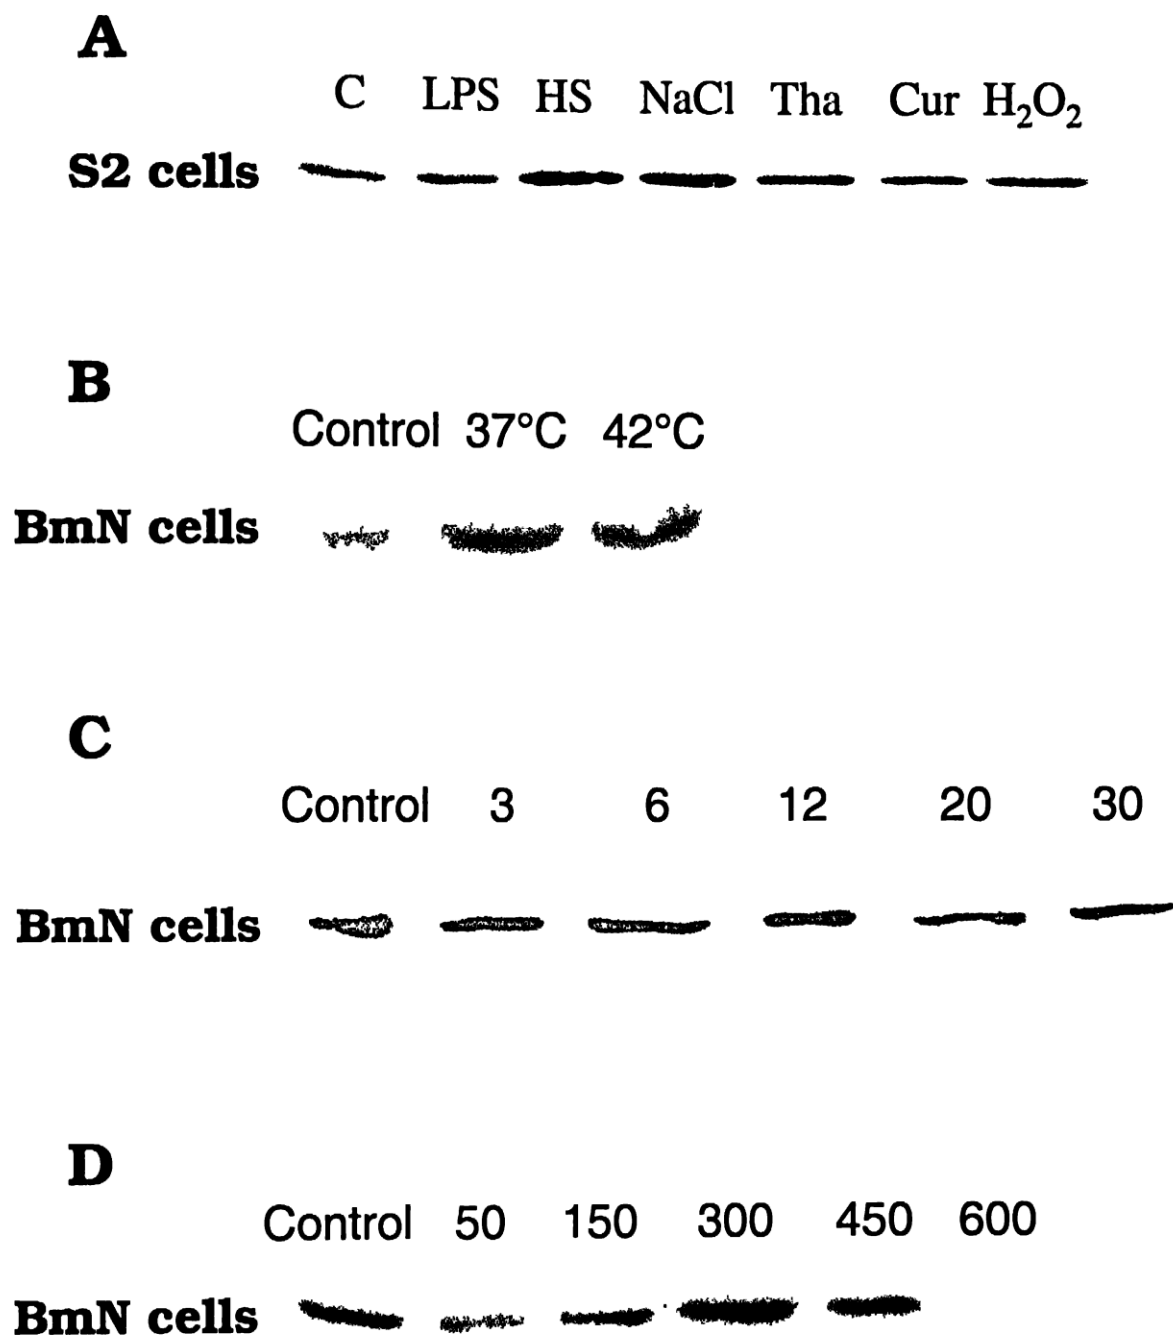 A
C LPS HS NaCl Tha Cur H₂O₂
S2 cells
B
Control 37°C 42°C
BmN cells
C
Control 3 6 12 20 30
BmN cells
D
Control 50 150 300 450 600
BmN cells